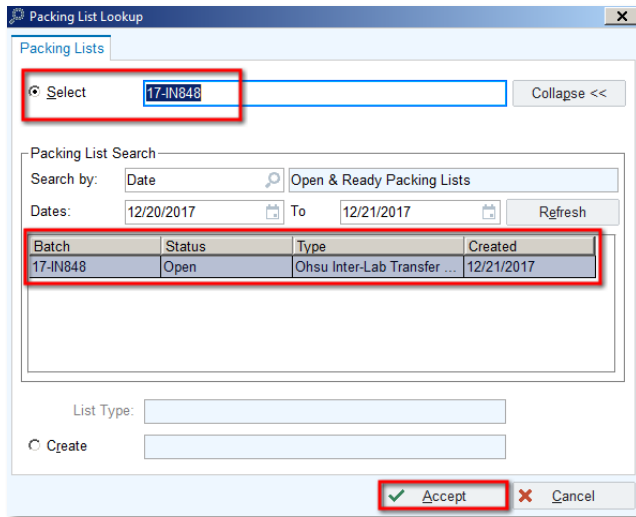 Packing List Lookup
Packing Lists
Select 17-IN848 Collapse <<
Packing List Search
Search by: Date Open & Ready Packing Lists
Dates: 12/20/2017 To 12/21/2017 Refresh
Batch Status Type Created
17-IN848 Open Ohsu Inter-Lab Transfer ... 12/21/2017
List Type:
Create
Accept Cancel